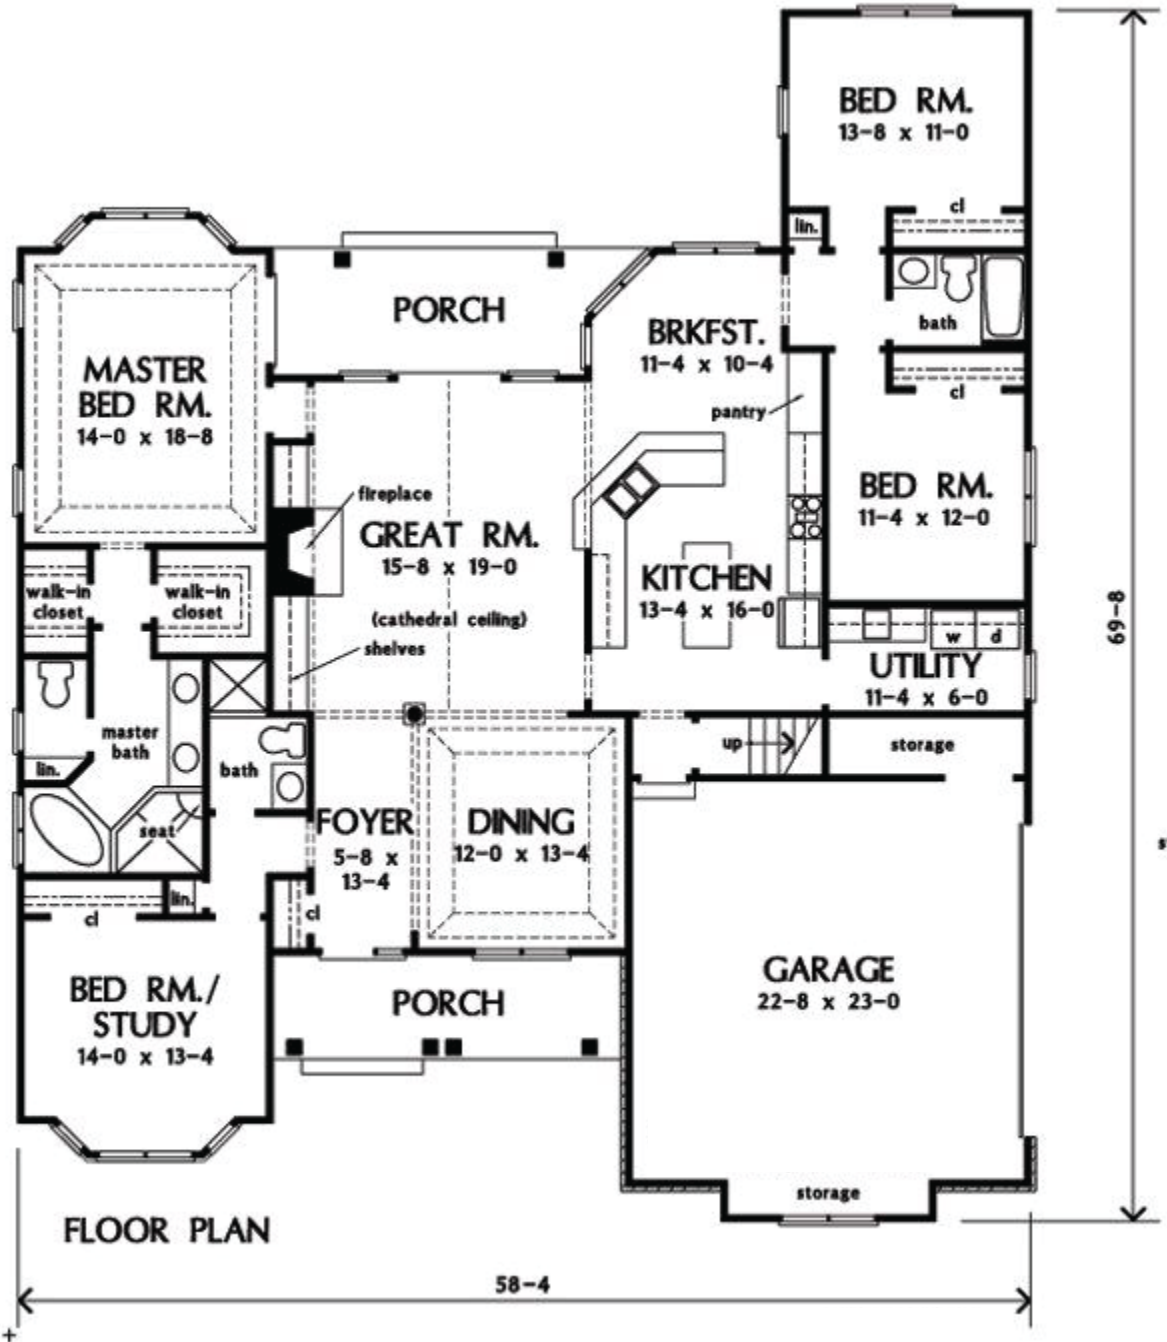 BED RM.
13-8 x 11-0
cl
lin.
PORCH
bath
BRKFST.
11-4 x 10-4
MASTER
BED RM.
14-0 x 18-8
cl
pantry
fireplace
BED RM.
11-4 x 12-0
GREAT RM.
15-8 x 19-0
(cathedral ceiling)
shelves
KITCHEN
13-4 x 16-0
walk-in
closet
walk-in
closet
w
d
UTILITY
11-4 x 6-0
69-8
master
bath
lin.
bath
up
storage
seat
FOYER
5-8 x
13-4
DINING
12-0 x 13-4
lin.
cl
cl
BED RM./
STUDY
14-0 x 13-4
PORCH
GARAGE
22-8 x 23-0
storage
FLOOR PLAN
58-4